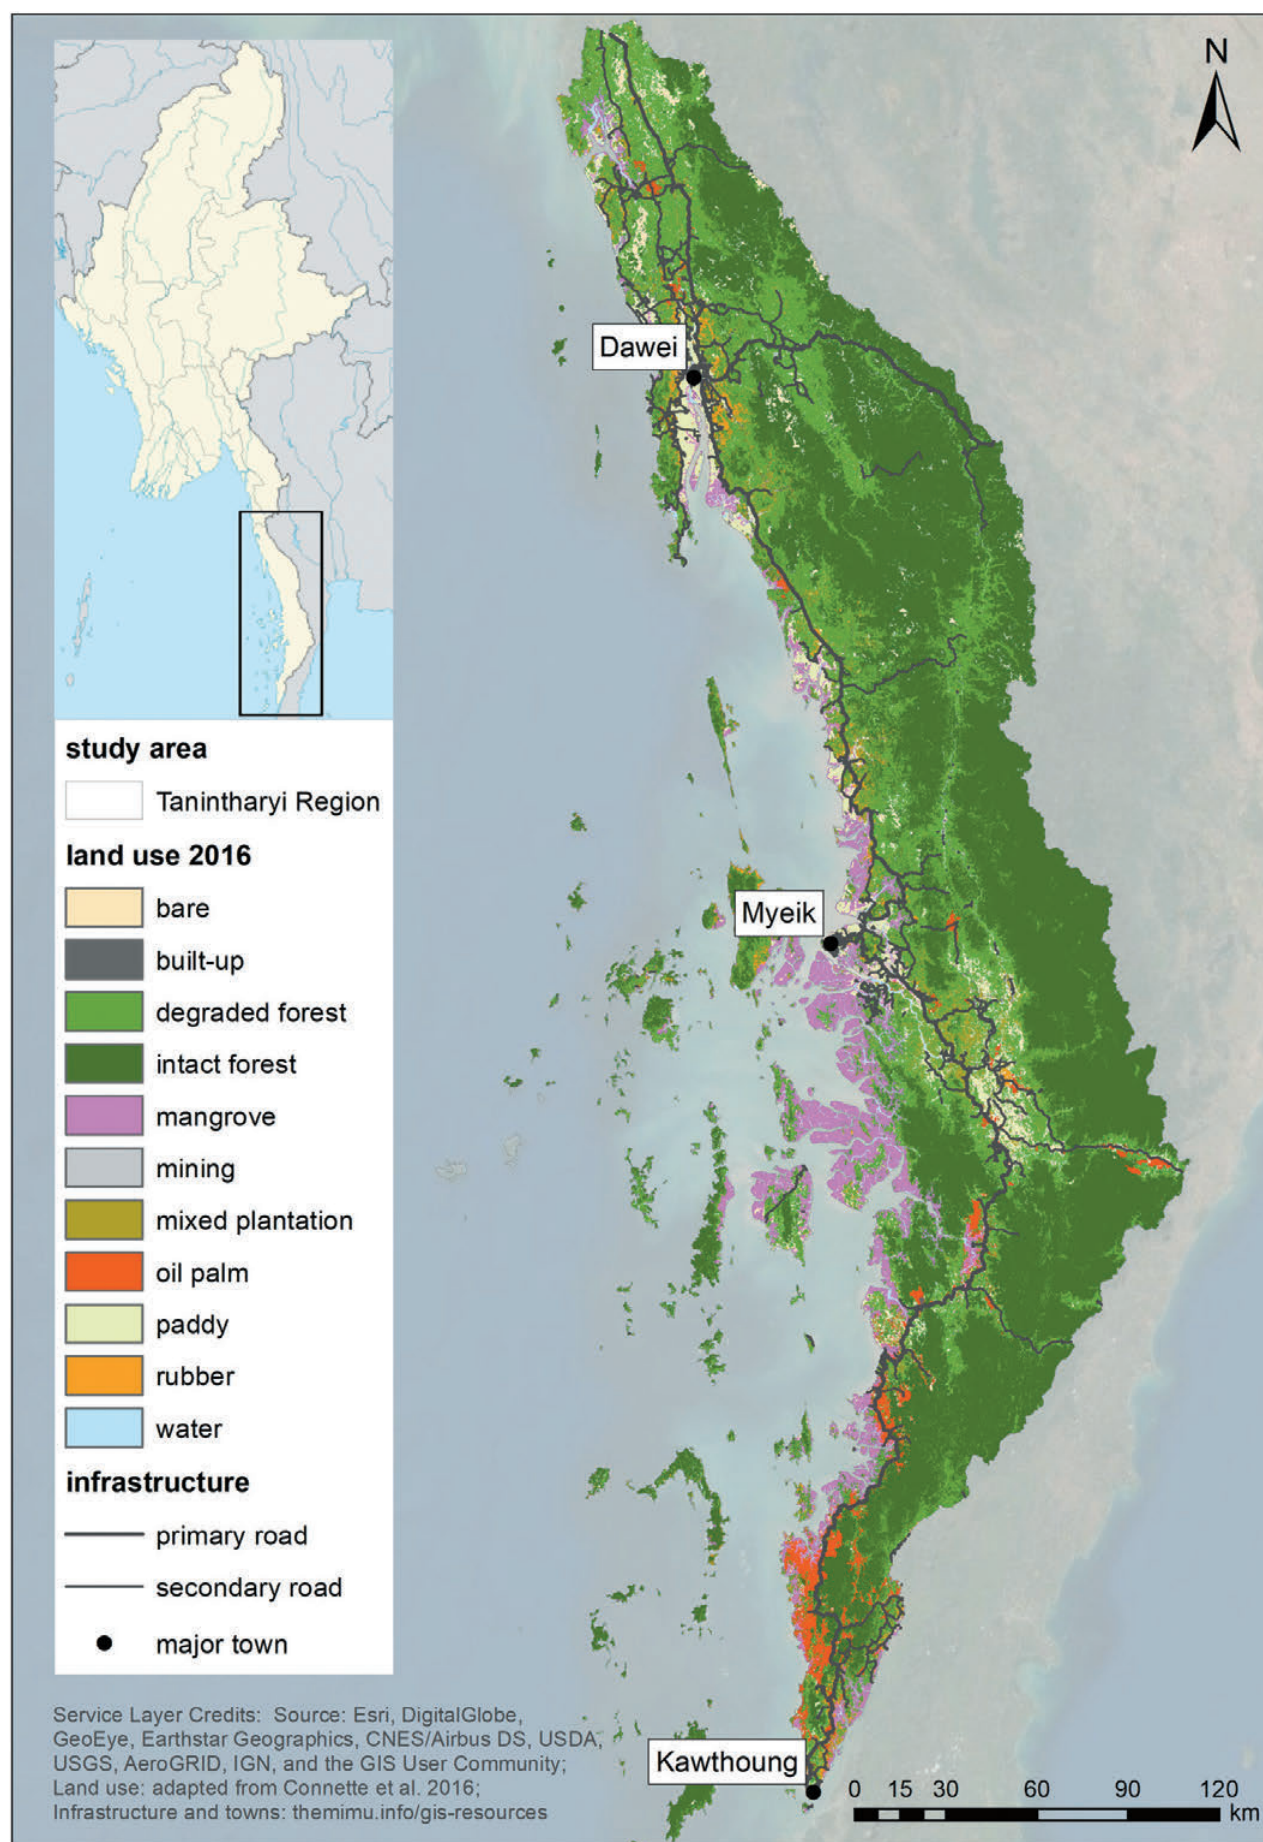 N
Dawei
Myeik
Kawthoung
study area
Tanintharyi Region
land use 2016
bare
built-up
degraded forest
intact forest
mangrove
mining
mixed plantation
oil palm
paddy
rubber
water
infrastructure
primary road
secondary road
major town
Service Layer Credits: Source: Esri, DigitalGlobe,
GeoEye, Earthstar Geographics, CNES/Airbus DS, USDA,
USGS, AeroGRID, IGN, and the GIS User Community;
Land use: adapted from Connette et al. 2016;
Infrastructure and towns: themimu.info/gis-resources
0 15 30 60 90 120
km